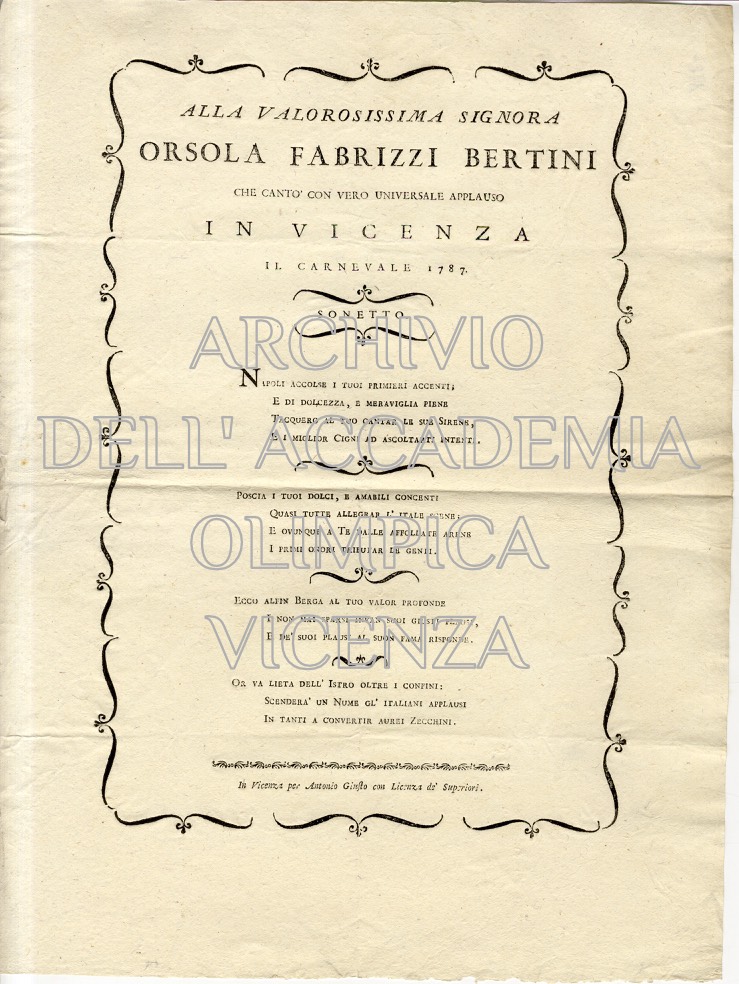 ALLA VALOROSISSIMA SIGNORA
ORSOLA FABRIZZI BERTINI
CHE CANTO' CON VERO UNIVERSALE APPLAUSO
IN VICENZA
IL CARNEVALE 1787.
SONETTO
NAPOLI ACCOLSE I TUOI PRIMIERI ACCENTI;
E DI DOLCEZZA, E MERAVIGLIA PIENE
TACQUERO AL TUO CANTAR LE SUE SIRENE,
E I MIGLIOR CIGNI AD ASCOLTARTI INTENTI.
POSCIA I TUOI DOLCI, E AMABILI CONCENTI
QUASI TUTTE ALLEGRAR L' ITALE SCENE;
E OVUNQUE A TE DALLE AFFOLLATE ARENE
I PRIMI ONORI TRIBUTAR LE GENTI.
ECCO ALFIN BERGA AL TUO VALOR PROFONDE
I NON MAI SUOI GIUSTI
E DE' SUOI PLAUSI AL SUON FAMA RISPONDE.
OR VA LIETA DELL' ISTRO OLTRE I CONFINI:
SCENDERA' UN NUME GL' ITALIANI APPLAUSI
IN TANTI A CONVERTIR AUREI ZECCHINI.
In Vicenza per Antonio Giusto con Licenza de' Superiori.
ARCHIVIO
DELL' ACCADEMIA
OLIMPICA
VICENZA